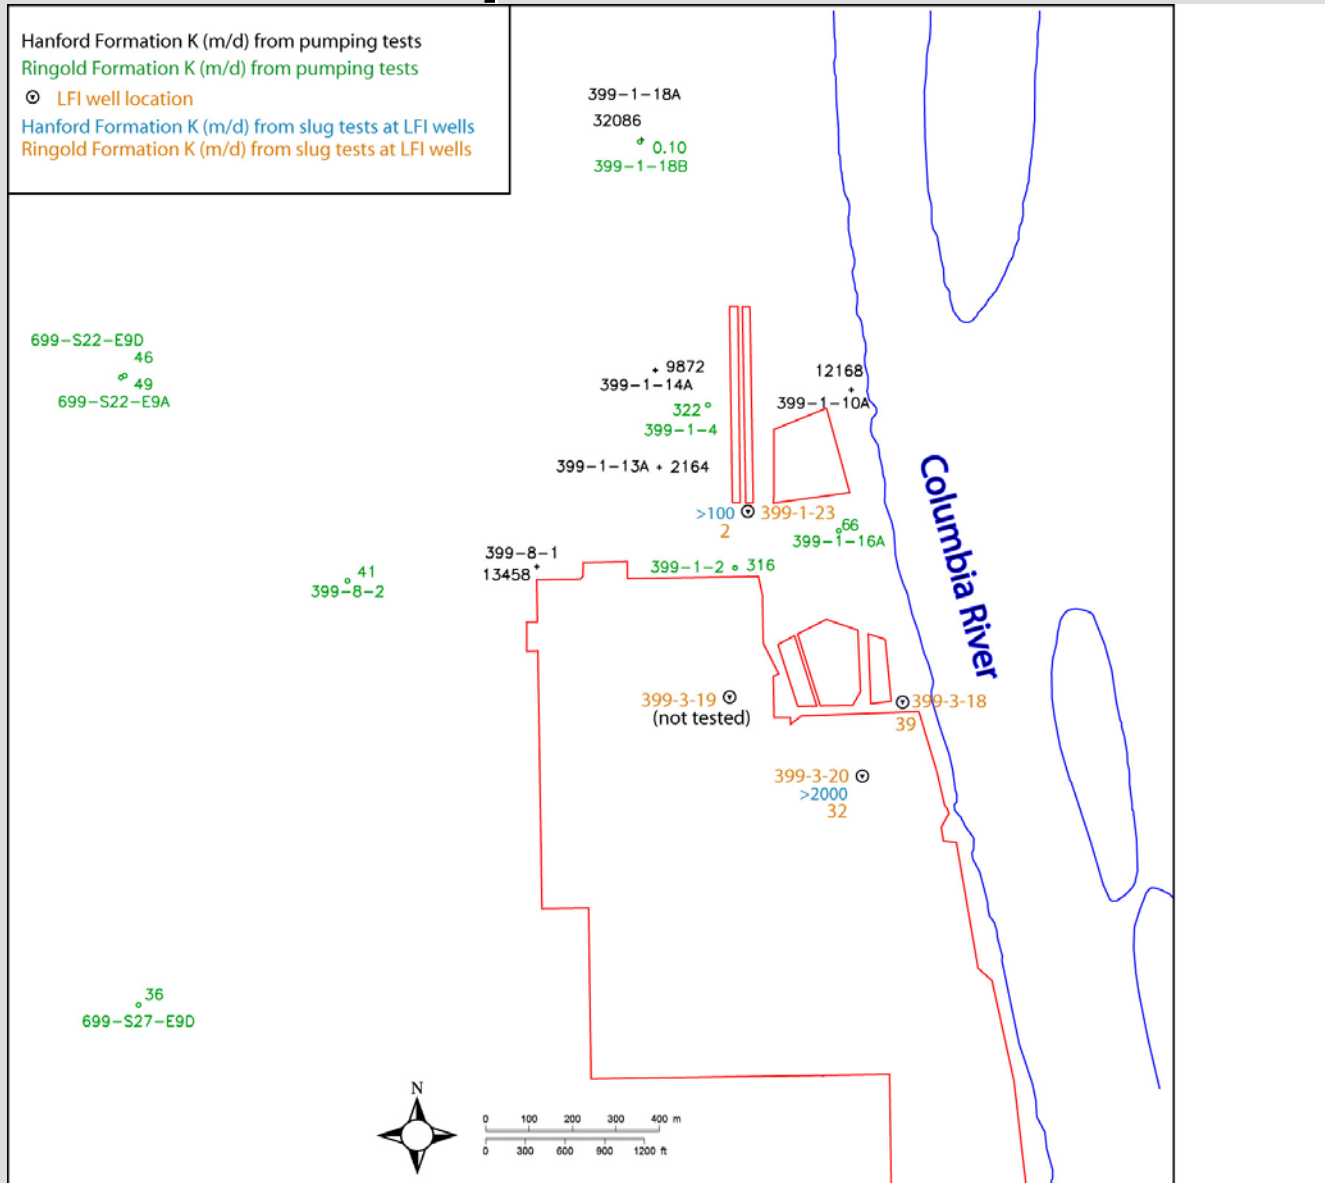 Hanford Formation K (m/d) from pumping tests
Ringold Formation K (m/d) from pumping tests
LFI well location
Hanford Formation K (m/d) from slug tests at LFI wells
Ringold Formation K (m/d) from slug tests at LFI wells
399-1-18A
32086
0.10
399-1-18B
699-S22-E9D
46
49
699-S22-E9A
9872
399-1-14A
322
399-1-4
399-1-13A + 2164
12168
399-1-10A
>100
399-1-23
2
66
399-1-16A
399-8-1
13458
399-1-2
316
41
399-8-2
Columbia River
399-3-19
(not tested)
399-3-18
39
399-3-20
>2000
32
36
699-S27-E9D
N
0 100 200 300 400 m
0 300 600 900 1200 ft